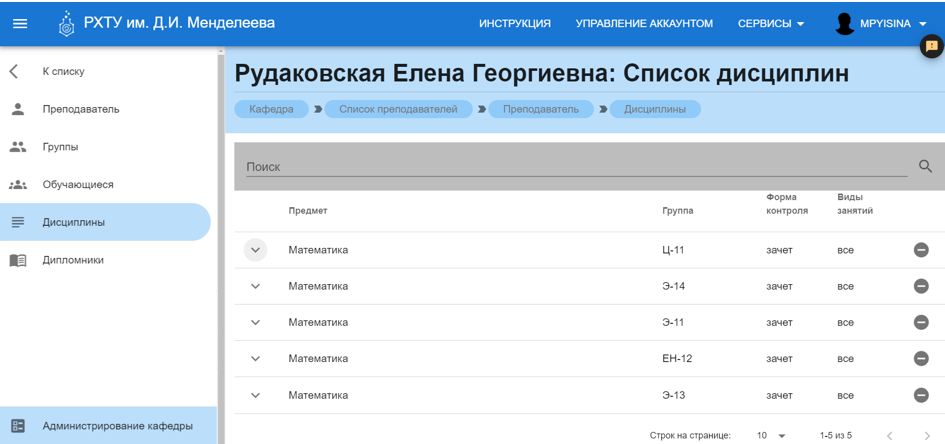 РХТУ им. Д.И. Менделеева
ИНСТРУКЦИЯ
УПРАВЛЕНИЕ АККАУНТОМ
СЕРВИСЫ
MPYISINA
К списку
Преподаватель
Группы
Обучающиеся
Дисциплины
Дипломники
Администрирование кафедры
Рудаковская Елена Георгиевна: Список дисциплин
Кафедра Список преподавателей Преподаватель Дисциплины
Поиск
Предмет Группа Форма контроля Виды занятий
Математика Ц-11 зачет все
Математика Э-14 зачет все
Математика Э-11 зачет все
Математика ЕН-12 зачет все
Математика Э-13 зачет все
Строк на странице: 10 1-5 из 5